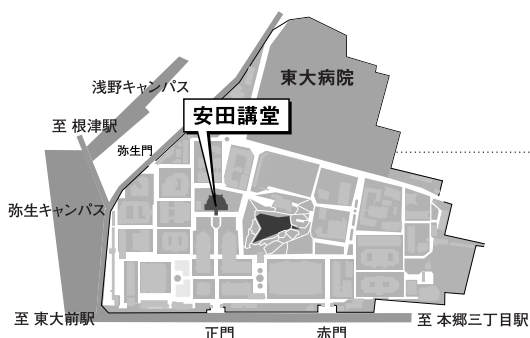 東大病院
浅野キャンパス
安田講堂
至 根津駅
弥生門
弥生キャンパス
至 東大前駅
正門
赤門
至 本郷三丁目駅